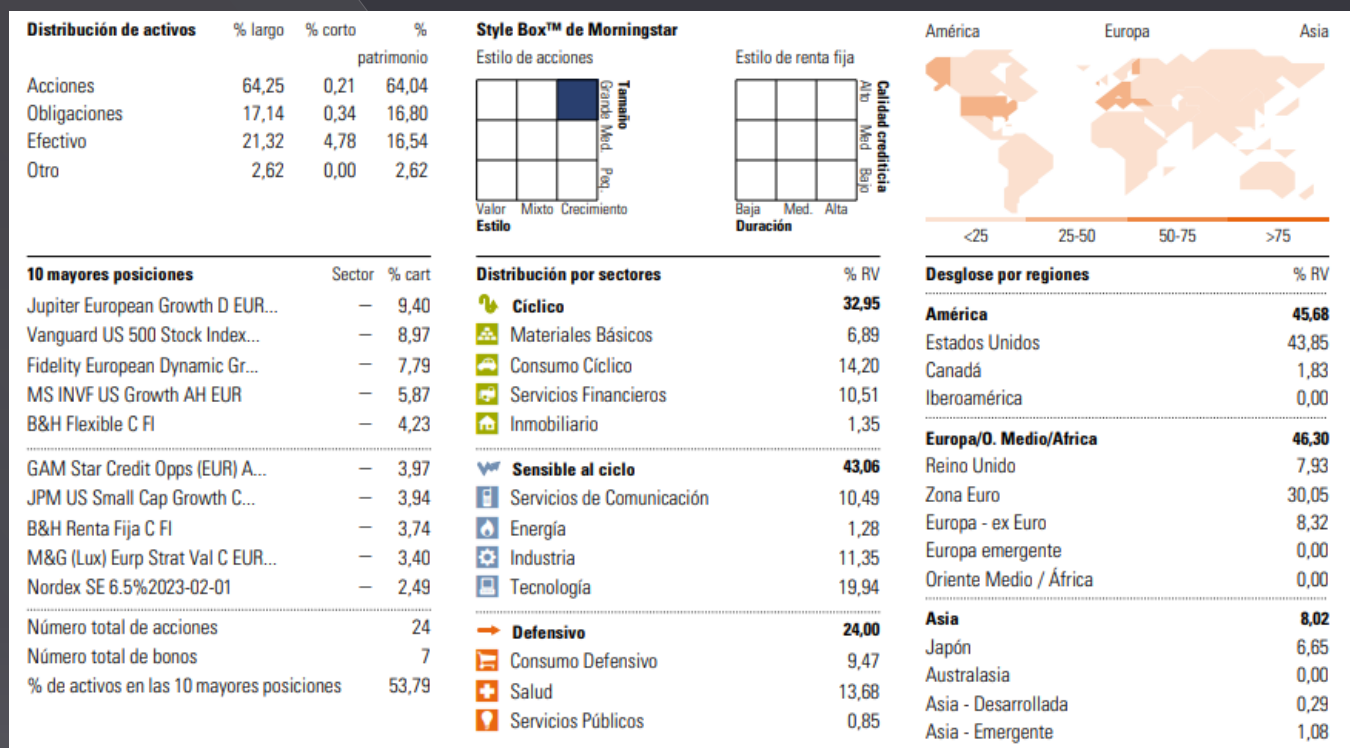 Distribución de activos % largo % corto %
patrimonio
Acciones 64,25 0,21 64,04
Obligaciones 17,14 0,34 16,80
Efectivo 21,32 4,78 16,54
Otro 2,62 0,00 2,62
Style Box™ de Morningstar
Estilo de acciones
Grande Med. Peq.
Tamaño
Valor Mixto Crecimiento
Estilo
Estilo de renta fija
Alto Med Bajo
Calidad crediticia
Baja Med. Alta
Duración
América Europa Asia
<25 25-50 50-75 >75
10 mayores posiciones Sector % cart
Jupiter European Growth D EUR... — 9,40
Vanguard US 500 Stock Index... — 8,97
Fidelity European Dynamic Gr... — 7,79
MS INVF US Growth AH EUR — 5,87
B&H Flexible C FI — 4,23
GAM Star Credit Opps (EUR) A... — 3,97
JPM US Small Cap Growth C... — 3,94
B&H Renta Fija C FI — 3,74
M&G (Lux) Eurp Strat Val C EUR... — 3,40
Nordex SE 6.5%2023-02-01 — 2,49
Número total de acciones 24
Número total de bonos 7
% de activos en las 10 mayores posiciones 53,79
Distribución por sectores % RV
Cíclico 32,95
Materiales Básicos 6,89
Consumo Cíclico 14,20
Servicios Financieros 10,51
Inmobiliario 1,35
Sensible al ciclo 43,06
Servicios de Comunicación 10,49
Energía 1,28
Industria 11,35
Tecnología 19,94
Defensivo 24,00
Consumo Defensivo 9,47
Salud 13,68
Servicios Públicos 0,85
Desglose por regiones % RV
América 45,68
Estados Unidos 43,85
Canadá 1,83
Iberoamérica 0,00
Europa/O. Medio/Africa 46,30
Reino Unido 7,93
Zona Euro 30,05
Europa - ex Euro 8,32
Europa emergente 0,00
Oriente Medio / África 0,00
Asia 8,02
Japón 6,65
Australasia 0,00
Asia - Desarrollada 0,29
Asia - Emergente 1,08